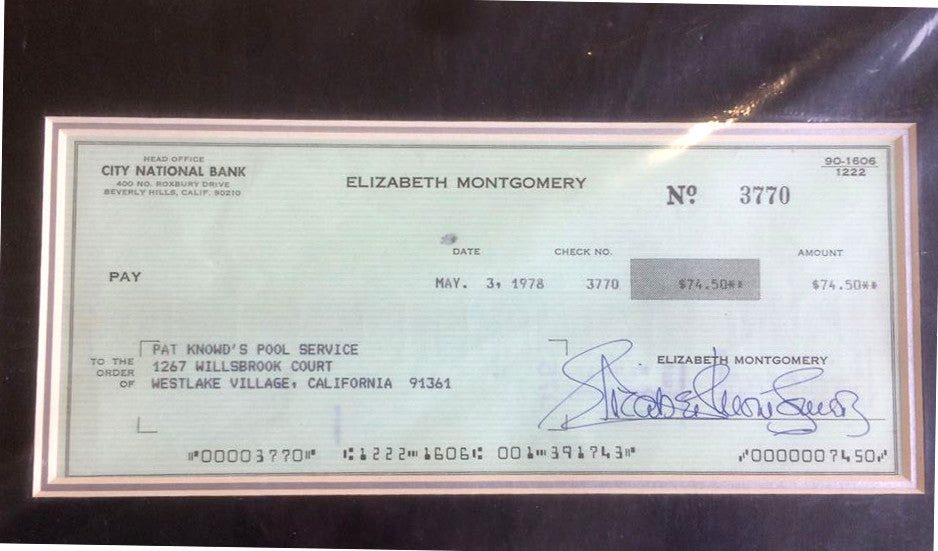 HEAD OFFICE
CITY NATIONAL BANK
400 NO. ROXBURY DRIVE
BEVERLY HILLS, CALIF. 90210
ELIZABETH MONTGOMERY
Nº 3770
90-1606
1222
DATE CHECK NO. AMOUNT
PAY MAY. 3, 1978 3770 $74.50** $74.50**
TO THE ORDER OF
PAT KNOWD'S POOL SERVICE
1267 WILLSBROOK COURT
WESTLAKE VILLAGE, CALIFORNIA 91361
ELIZABETH MONTGOMERY
Elizabeth Montgomery
⑈00003770⑈ ⑆1222⑉1606⑆ 001⑉391743⑈ ⑇0000007450⑇